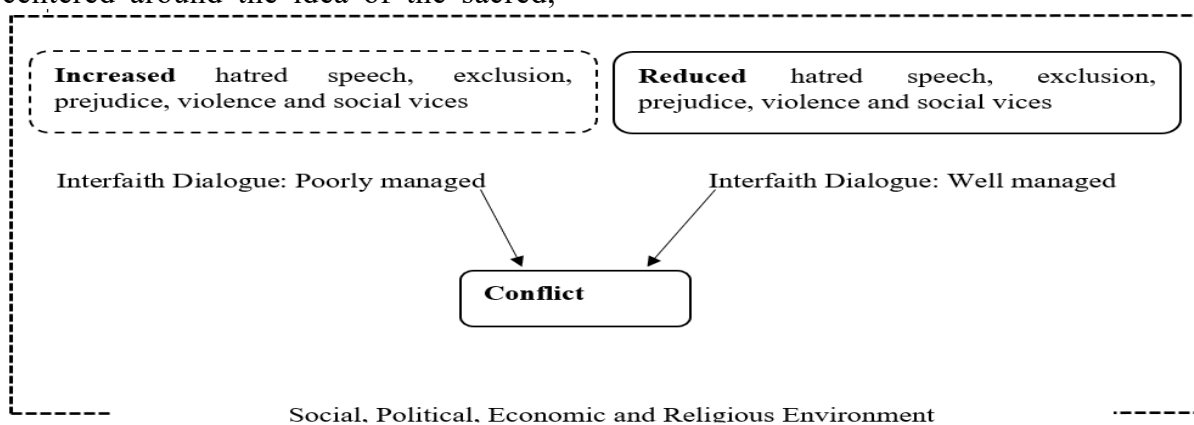 centered around the idea of the sacred,
Increased hatred speech, exclusion,
prejudice, violence and social vices
Reduced hatred speech, exclusion,
prejudice, violence and social vices
Interfaith Dialogue: Poorly managed
Interfaith Dialogue: Well managed
Conflict
Social, Political, Economic and Religious Environment